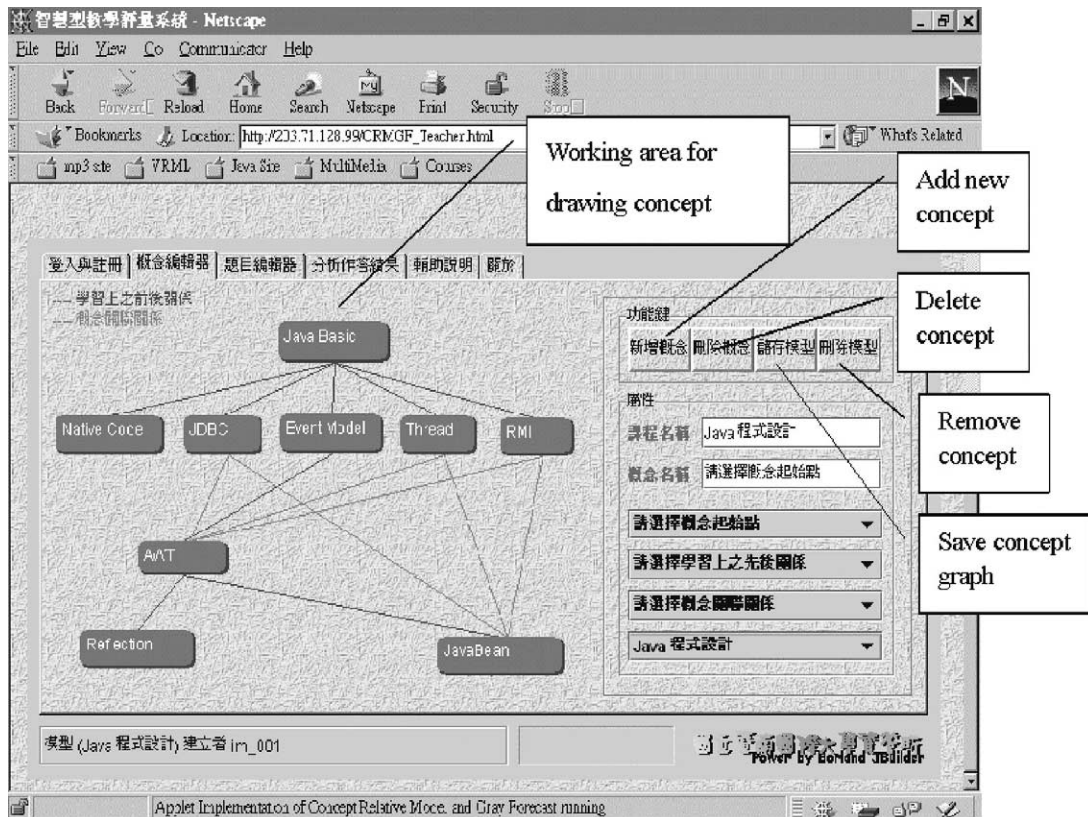 智慧型教學評量系統 - Netscape
File Edit View Go Communicator Help
Back Forward Reload Home Search Netscape Print Security Stop
Bookmarks Location: http://203.71.128.99/CRMGF_Teacher.html What's Related
mp3 site VRML Java Site MultiMedia Courses
Working area for
drawing concept
Add new
concept
Delete
concept
Remove
concept
Save concept
graph
登入與註冊 概念編輯器 題目編輯器 分析作答結果 輔助說明 關於
學習上之前後關係
概念關聯關係
Java Basic
Native Code JDBC Event Model Thread RMI
AWT
Reflection
JavaBean
功能鍵
新增概念 刪除概念 儲存模型 刪除模型
屬性
課程名稱 Java 程式設計
概念名稱 請選擇概念起始點
請選擇概念起始點
請選擇學習上之先後關係
請選擇概念關聯關係
Java 程式設計
模型 (Java 程式設計) 建立者 im_001
Power by Borland JBuilder
Applet Implementation of Concept Relative Model and Gray Forecast running